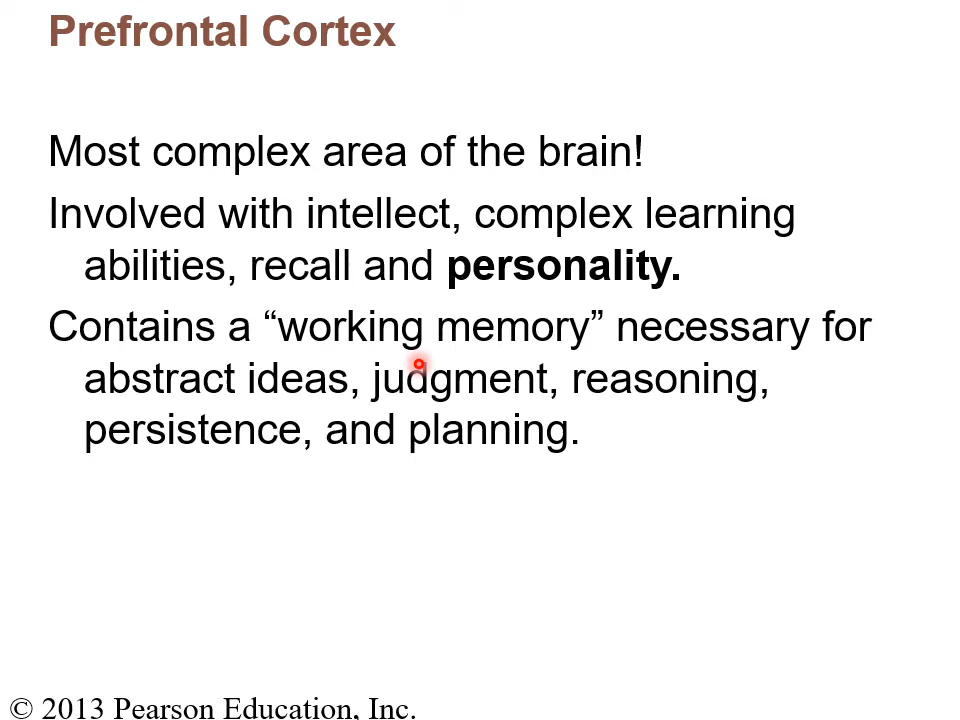 Prefrontal Cortex
Most complex area of the brain!
Involved with intellect, complex learning
abilities, recall and personality.
Contains a “working memory” necessary for
abstract ideas, judgment, reasoning,
persistence, and planning.
© 2013 Pearson Education, Inc.